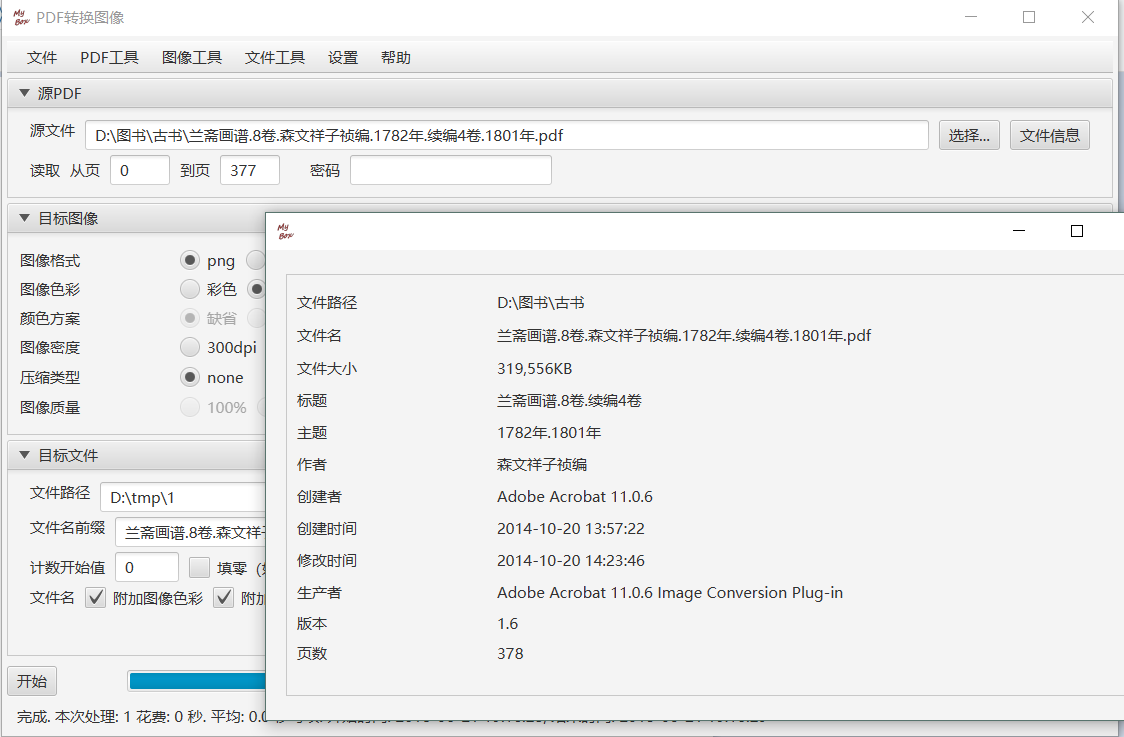 My Box PDF转换图像
文件 PDF工具 图像工具 文件工具 设置 帮助
源PDF
源文件 D:\图书\古书\兰斋画谱.8卷.森文祥子祯编.1782年.续编4卷.1801年.pdf 选择... 文件信息
读取 从页 0 到页 377 密码
目标图像
图像格式 png
图像色彩 彩色
颜色方案 缺省
图像密度 300dpi
压缩类型 none
图像质量 100%
目标文件
文件路径 D:\tmp\1
文件名前缀 兰斋画谱.8卷.森文祥
计数开始值 0 填零
文件名 附加图像色彩 附加
开始
完成. 本次处理: 1 花费: 0 秒. 平均: 0.0
My Box
文件路径 D:\图书\古书
文件名 兰斋画谱.8卷.森文祥子祯编.1782年.续编4卷.1801年.pdf
文件大小 319,556KB
标题 兰斋画谱.8卷.续编4卷
主题 1782年.1801年
作者 森文祥子祯编
创建者 Adobe Acrobat 11.0.6
创建时间 2014-10-20 13:57:22
修改时间 2014-10-20 14:23:46
生产者 Adobe Acrobat 11.0.6 Image Conversion Plug-in
版本 1.6
页数 378